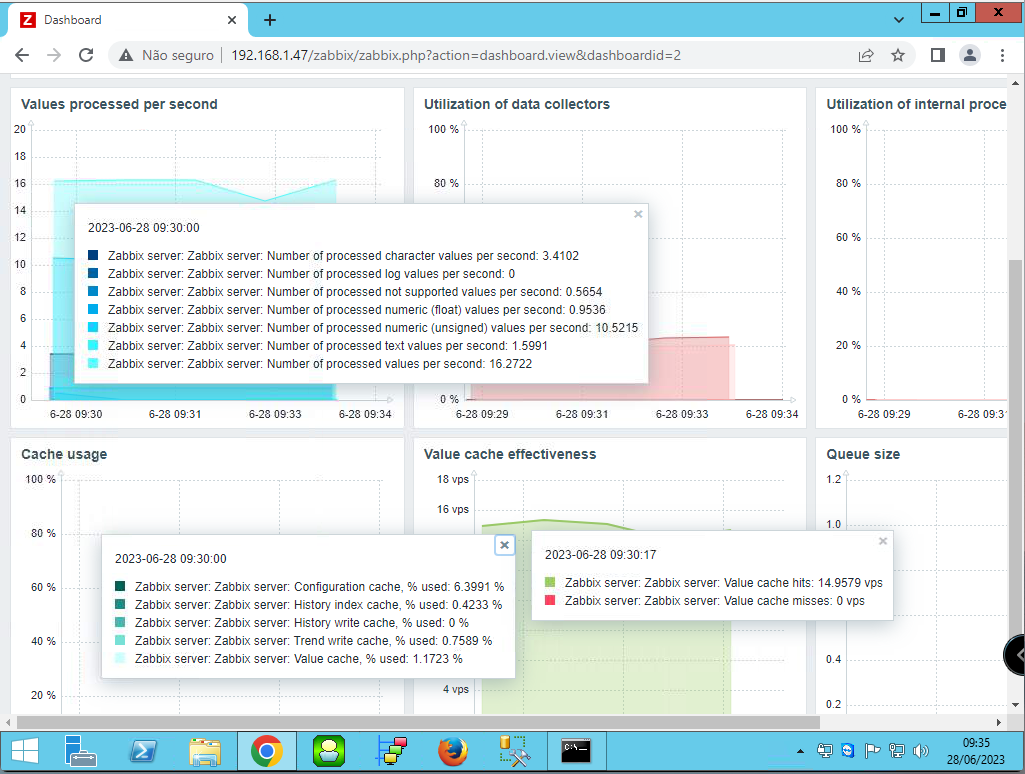 Z Dashboard
Não seguro 192.168.1.47/zabbix/zabbix.php?action=dashboard.view&dashboardid=2
Values processed per second
20
18
16
14
12
10
8
6
4
2
0
6-28 09:30 6-28 09:31 6-28 09:33 6-28 09:34
2023-06-28 09:30:00
Zabbix server: Zabbix server: Number of processed character values per second: 3.4102
Zabbix server: Zabbix server: Number of processed log values per second: 0
Zabbix server: Zabbix server: Number of processed not supported values per second: 0.5654
Zabbix server: Zabbix server: Number of processed numeric (float) values per second: 0.9536
Zabbix server: Zabbix server: Number of processed numeric (unsigned) values per second: 10.5215
Zabbix server: Zabbix server: Number of processed text values per second: 1.5991
Zabbix server: Zabbix server: Number of processed values per second: 16.2722
Utilization of data collectors
100 %
80 %
0 %
6-28 09:29 6-28 09:31 6-28 09:33 6-28 09:34
Utilization of internal proce
100 %
80 %
60 %
40 %
20 %
0 %
6-28 09:29 6-28 09:31
Cache usage
100 %
80 %
60 %
40 %
20 %
2023-06-28 09:30:00
Zabbix server: Zabbix server: Configuration cache, % used: 6.3991 %
Zabbix server: Zabbix server: History index cache, % used: 0.4233 %
Zabbix server: Zabbix server: History write cache, % used: 0 %
Zabbix server: Zabbix server: Trend write cache, % used: 0.7589 %
Zabbix server: Zabbix server: Value cache, % used: 1.1723 %
Value cache effectiveness
18 vps
16 vps
4 vps
2023-06-28 09:30:17
Zabbix server: Zabbix server: Value cache hits: 14.9579 vps
Zabbix server: Zabbix server: Value cache misses: 0 vps
Queue size
1.2
1.0
0.4
0.2
C:\_
09:35
28/06/2023